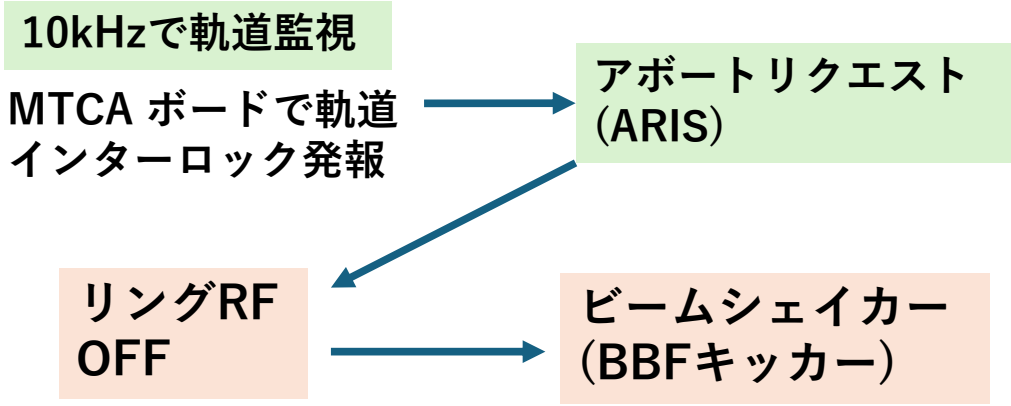 10kHzで軌道監視
MTCA ボードで軌道
インターロック発報
アボートリクエスト
(ARIS)
リングRF
OFF
ビームシェイカー
(BBFキッカー)